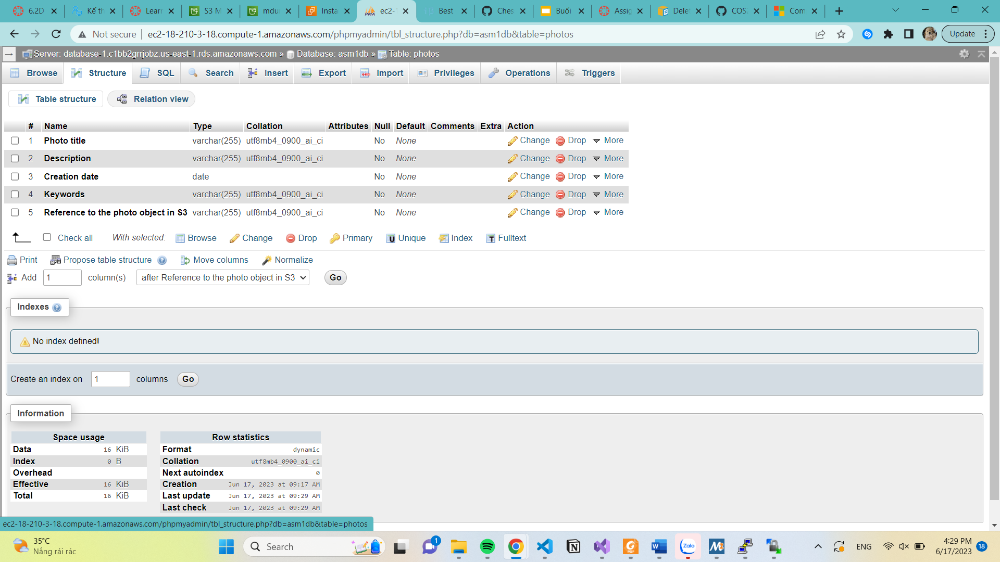 6.2D
Kế th
Learn
S3 M
mdu
Insta
ec2-
Best
Ches
Buổi
Assig
Delet
COS
Com
Not secure
ec2-18-210-3-18.compute-1.amazonaws.com/phpmyadmin/tbl_structure.php?db=asm1db&table=photos
Update
Server: database-1.c1bb2grrjobz.us-east-1.rds.amazonaws.com » Database: asm1db » Table: photos
Browse Structure SQL Search Insert Export Import Privileges Operations Triggers
Table structure Relation view
# Name Type Collation Attributes Null Default Comments Extra Action
1 Photo title varchar(255) utf8mb4_0900_ai_ci No None Change Drop More
2 Description varchar(255) utf8mb4_0900_ai_ci No None Change Drop More
3 Creation date date No None Change Drop More
4 Keywords varchar(255) utf8mb4_0900_ai_ci No None Change Drop More
5 Reference to the photo object in S3 varchar(255) utf8mb4_0900_ai_ci No None Change Drop More
Check all With selected: Browse Change Drop Primary Unique Index Fulltext
Print Propose table structure Move columns Normalize
Add 1 column(s) after Reference to the photo object in S3 Go
Indexes
No index defined!
Create an index on 1 columns Go
Information
Space usage
Data 16 KiB
Index 0 B
Overhead
Effective 16 KiB
Total 16 KiB
Row statistics
Format dynamic
Collation utf8mb4_0900_ai_ci
Next autoindex 0
Creation Jun 17, 2023 at 09:17 AM
Last update Jun 17, 2023 at 09:29 AM
Last check Jun 17, 2023 at 09:29 AM
ec2-18-210-3-18.compute-1.amazonaws.com/phpmyadmin/tbl_structure.php?db=asm1db&table=photos
35°C
Nắng rải rác
Search
1
Zalo
ENG
4:29 PM
6/17/2023
18